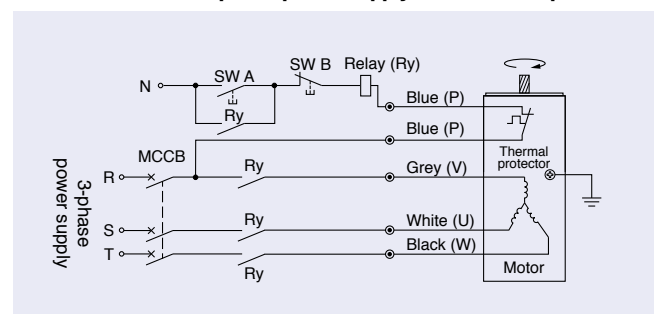 SW B Relay (Ry)
SW A
N
Blue (P)
Ry
Blue (P)
MCCB
Thermal
protector
R
Ry
Grey (V)
3-phase
power supply
S
Ry
White (U)
T
Black (W)
Ry
Motor